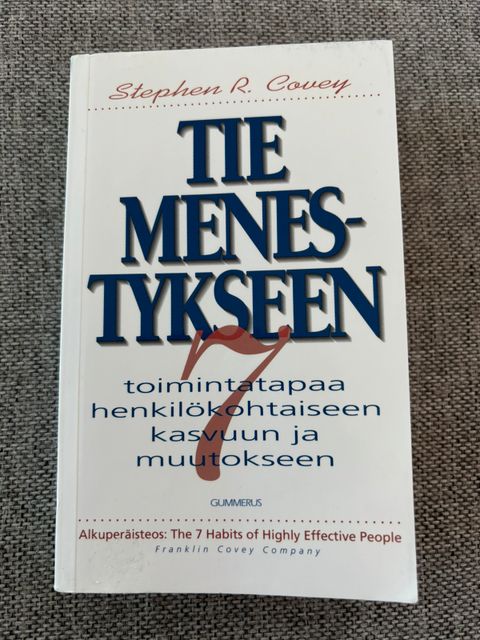 Stephen R. Covey
TIE
MENES-
TYKSEEN
7
toimintatapaa
henkilökohtaiseen
kasvuun ja
muutokseen
GUMMERUS
Alkuperäisteos: The 7 Habits of Highly Effective People
Franklin Covey Company